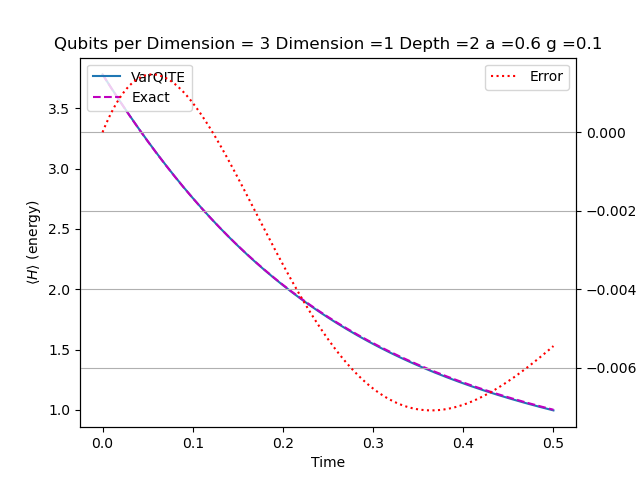 Qubits per Dimension = 3 Dimension =1 Depth =2 a =0.6 g =0.1
VarQITE
Exact
Error
3.5
3.0
2.5
2.0
1.5
1.0
⟨H⟩ (energy)
0.000
−0.002
−0.004
−0.006
0.0 0.1 0.2 0.3 0.4 0.5
Time